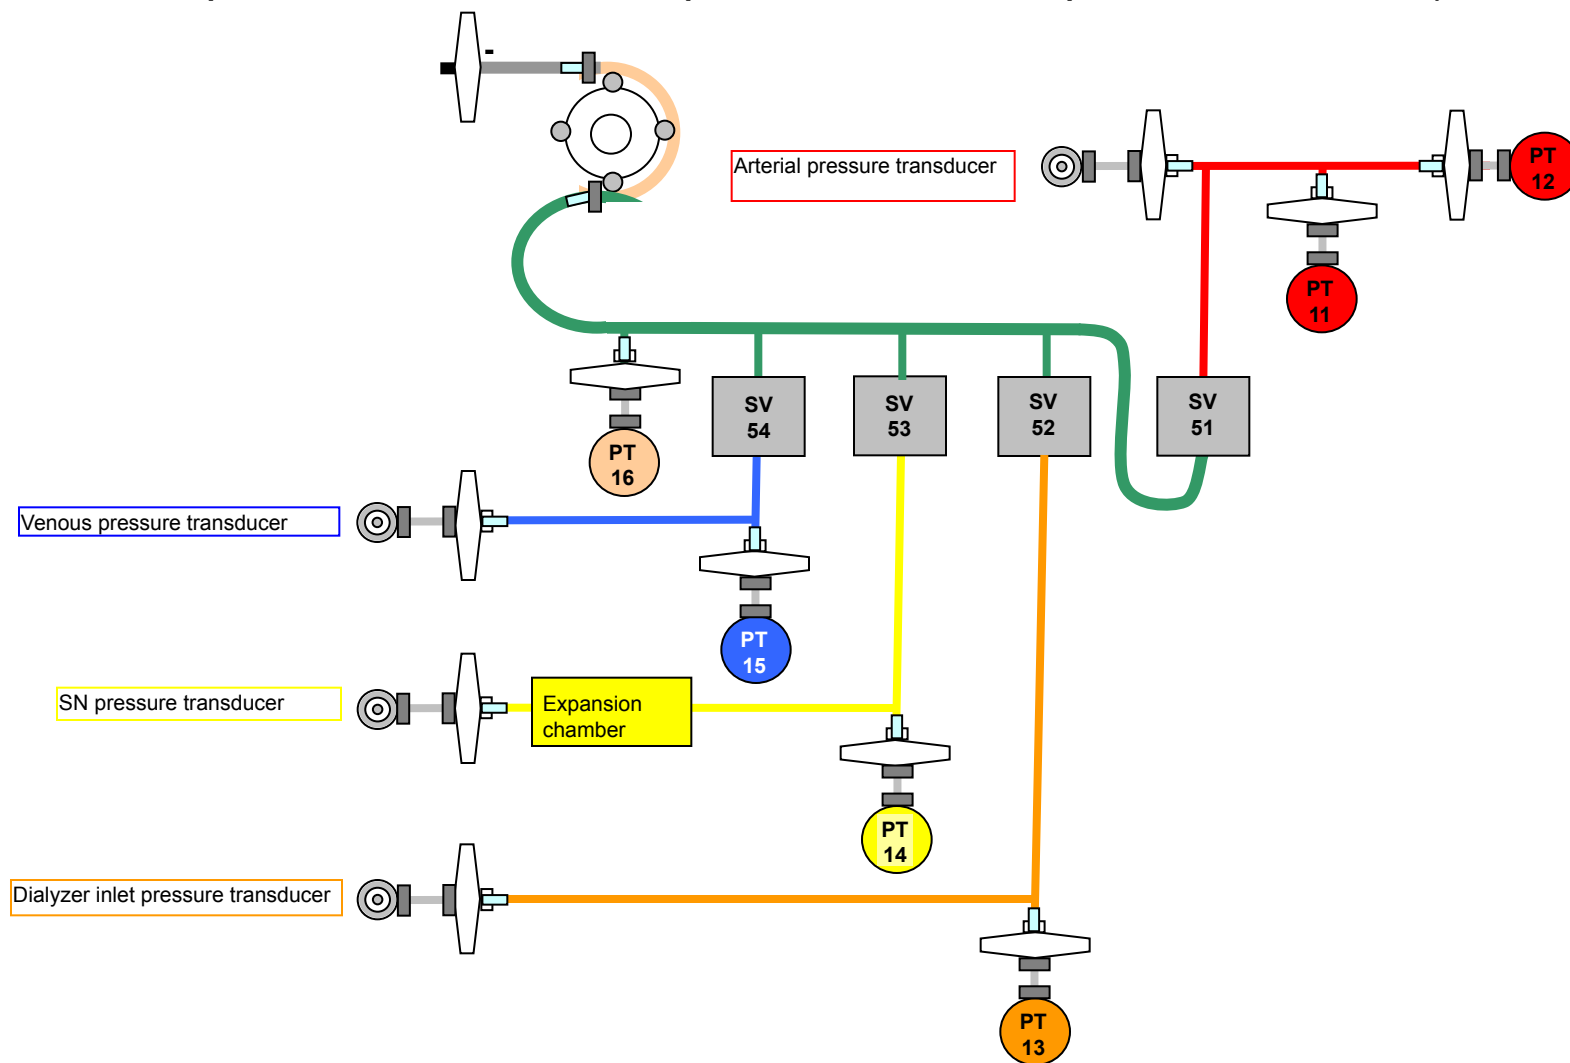 -
Arterial pressure transducer
PT
12
PT
11
SV
54
SV
53
SV
52
SV
51
PT
16
Venous pressure transducer
PT
15
SN pressure transducer
Expansion
chamber
PT
14
Dialyzer inlet pressure transducer
PT
13